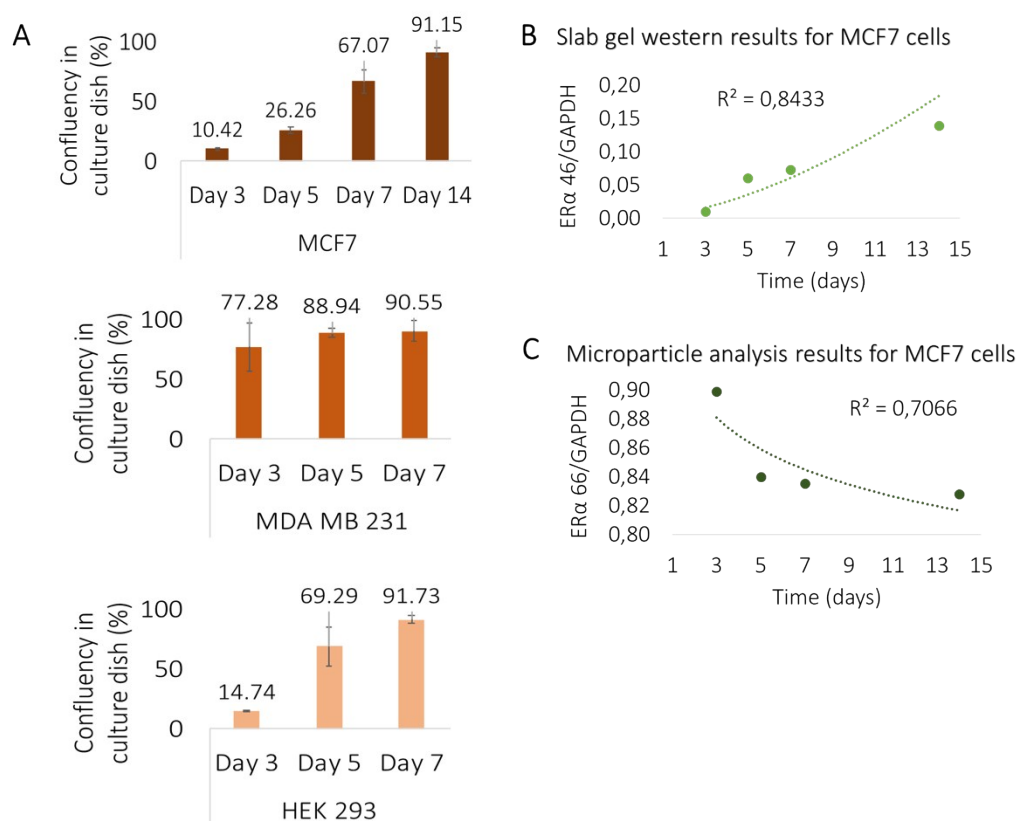 A
Confluency in
culture dish (%)
100
50
0
10.42
26.26
67.07
91.15
Day 3 Day 5 Day 7 Day 14
MCF7
Confluency in
culture dish (%)
100
50
0
77.28
88.94
90.55
Day 3 Day 5 Day 7
MDA MB 231
Confluency in
culture dish (%)
100
50
0
14.74
69.29
91.73
Day 3 Day 5 Day 7
HEK 293
B Slab gel western results for MCF7 cells
ERα 46/GAPDH
0,20
0,15
0,10
0,05
0,00
R² = 0,8433
1 3 5 7 9 11 13 15
Time (days)
C Microparticle analysis results for MCF7 cells
ERα 66/GAPDH
0,90
0,88
0,86
0,84
0,82
0,80
R² = 0,7066
1 3 5 7 9 11 13 15
Time (days)